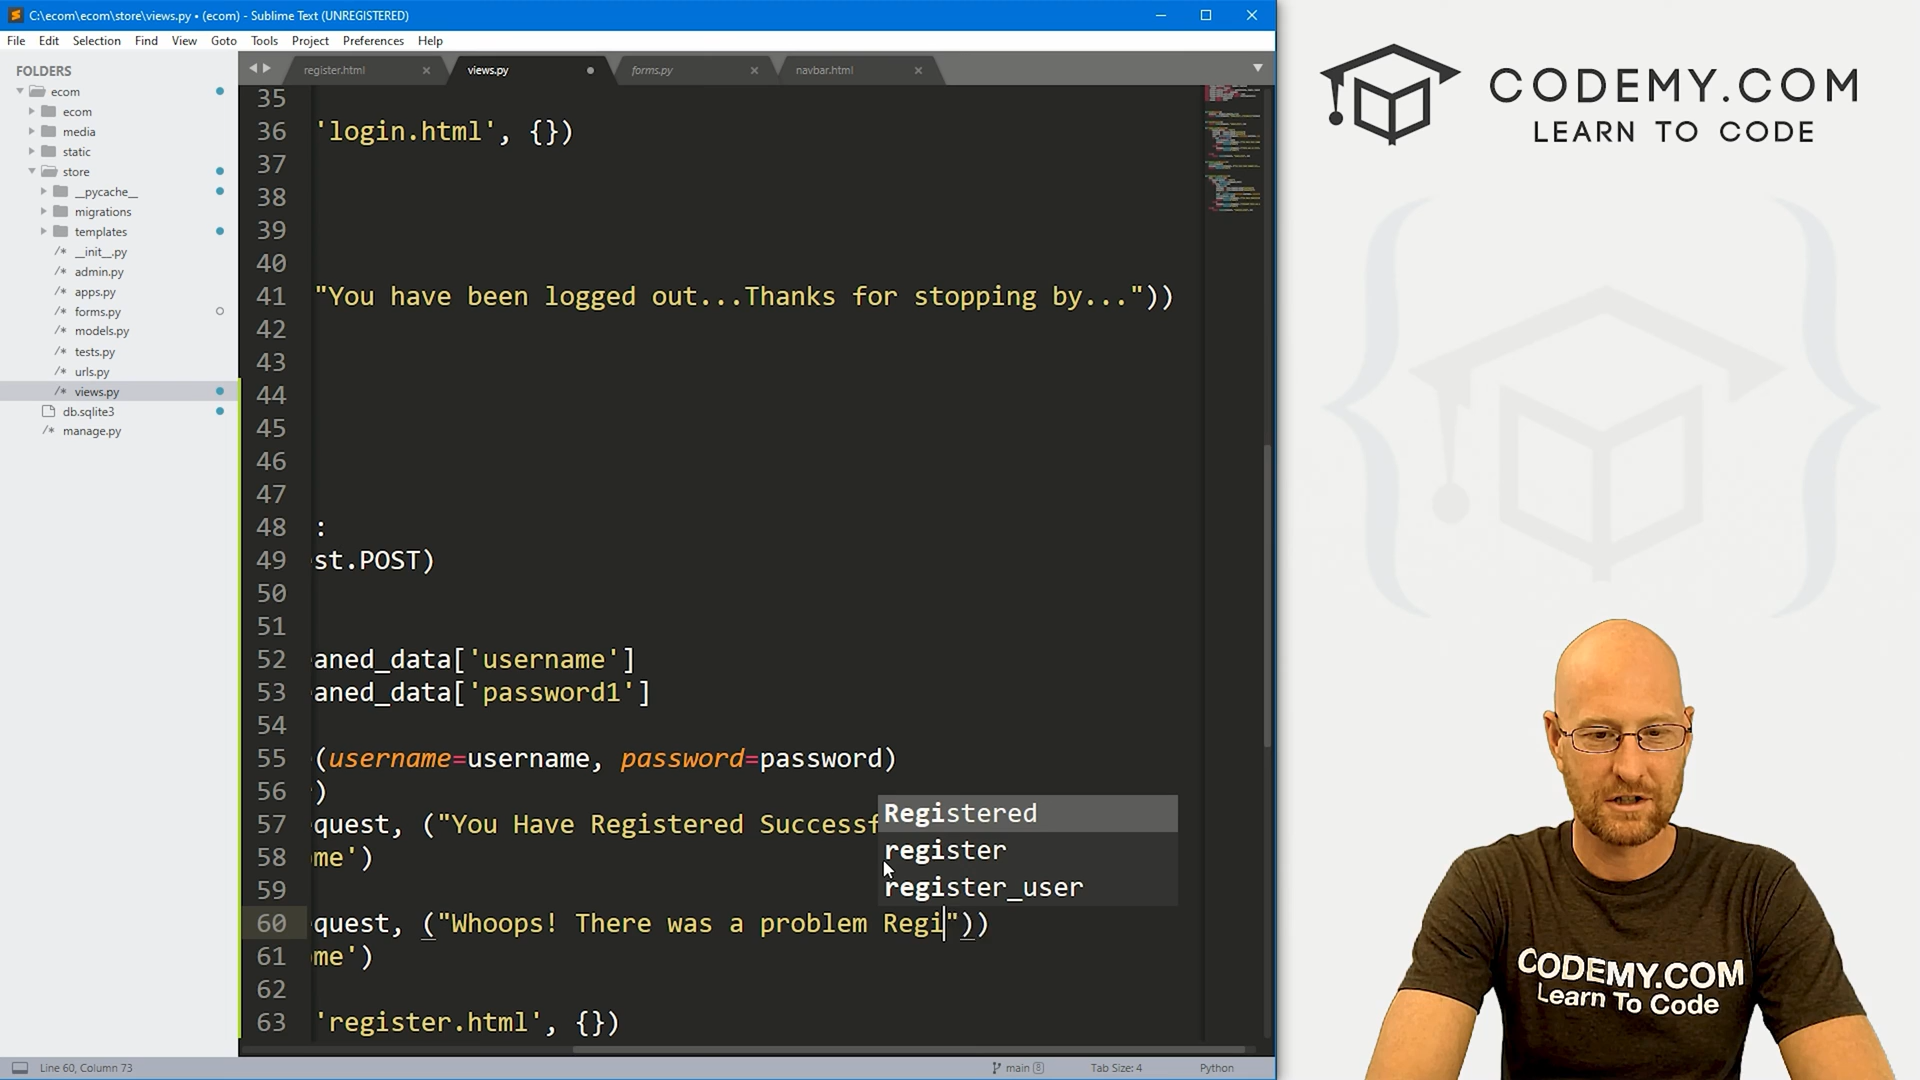 C:\ecom\ecom\store\views.py • (ecom) - Sublime Text (UNREGISTERED)
File Edit Selection Find View Goto Tools Project Preferences Help
FOLDERS
ecom
ecom
media
static
store
__pycache__
migrations
templates
/* __init__.py
/* admin.py
/* apps.py
/* forms.py
/* models.py
/* tests.py
/* urls.py
/* views.py
db.sqlite3
/* manage.py
register.html views.py forms.py navbar.html
35
36 'login.html', {})
37
38
39
40
41 "You have been logged out...Thanks for stopping by..."))
42
43
44
45
46
47
48 :
49 st.POST)
50
51
52 aned_data['username']
53 aned_data['password1']
54
55 (username=username, password=password)
56 )
57 quest, ("You Have Registered Successf
58 me')
59
60 quest, ("Whoops! There was a problem Regi"))
61 me')
62
63 'register.html', {})
Registered
register
register_user
Line 60, Column 73
main 8
Tab Size: 4
Python
CODEMY.COM
LEARN TO CODE
CODEMY.COM
Learn To Code